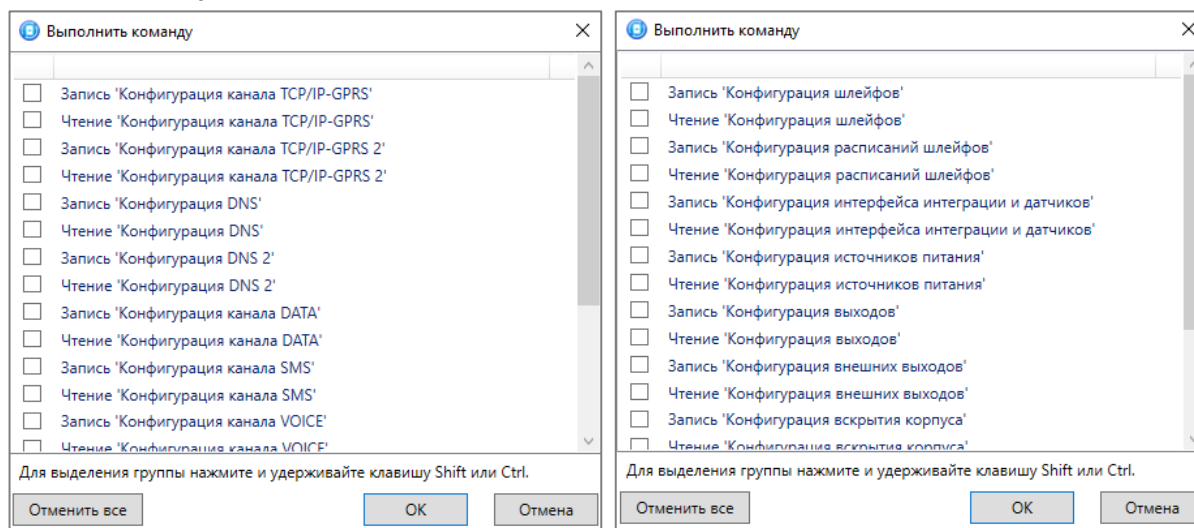 Выполнить команду
Запись 'Конфигурация канала TCP/IP-GPRS'
Чтение 'Конфигурация канала TCP/IP-GPRS'
Запись 'Конфигурация канала TCP/IP-GPRS 2'
Чтение 'Конфигурация канала TCP/IP-GPRS 2'
Запись 'Конфигурация DNS'
Чтение 'Конфигурация DNS'
Запись 'Конфигурация DNS 2'
Чтение 'Конфигурация DNS 2'
Запись 'Конфигурация канала DATA'
Чтение 'Конфигурация канала DATA'
Запись 'Конфигурация канала SMS'
Чтение 'Конфигурация канала SMS'
Запись 'Конфигурация канала VOICE'
Чтение 'Конфигурация канала VOICE'
Для выделения группы нажмите и удерживайте клавишу Shift или Ctrl.
Отменить все ОК Отмена
Выполнить команду
Запись 'Конфигурация шлейфов'
Чтение 'Конфигурация шлейфов'
Запись 'Конфигурация расписаний шлейфов'
Чтение 'Конфигурация расписаний шлейфов'
Запись 'Конфигурация интерфейса интеграции и датчиков'
Чтение 'Конфигурация интерфейса интеграции и датчиков'
Запись 'Конфигурация источников питания'
Чтение 'Конфигурация источников питания'
Запись 'Конфигурация выходов'
Чтение 'Конфигурация выходов'
Запись 'Конфигурация внешних выходов'
Чтение 'Конфигурация внешних выходов'
Запись 'Конфигурация вскрытия корпуса'
Чтение 'Конфигурация вскрытия корпуса'
Для выделения группы нажмите и удерживайте клавишу Shift или Ctrl.
Отменить все ОК Отмена